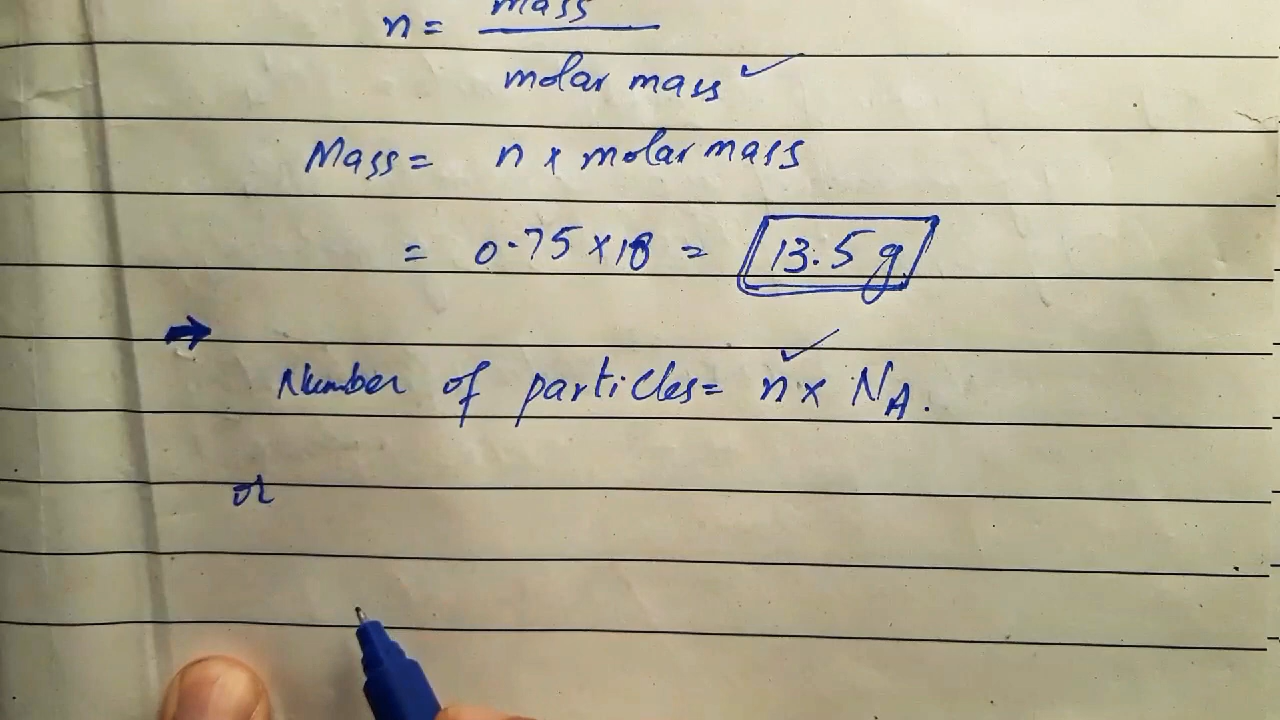 n = mass
molar mass ✓
Mass = n x molar mass
= 0.75 x 18 = 13.5 g
→
Number of particles = n x NA.
or